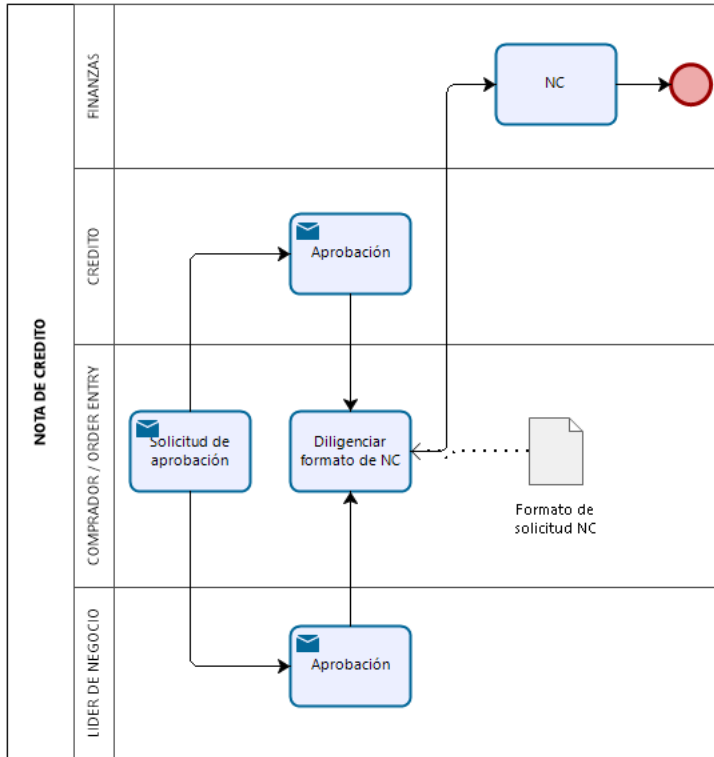 NOTA DE CREDITO
FINANZAS
NC
CREDITO
Aprobación
COMPRADOR / ORDER ENTRY
Solicitud de
aprobación
Diligenciar
formato de NC
Formato de
solicitud NC
LIDER DE NEGOCIO
Aprobación